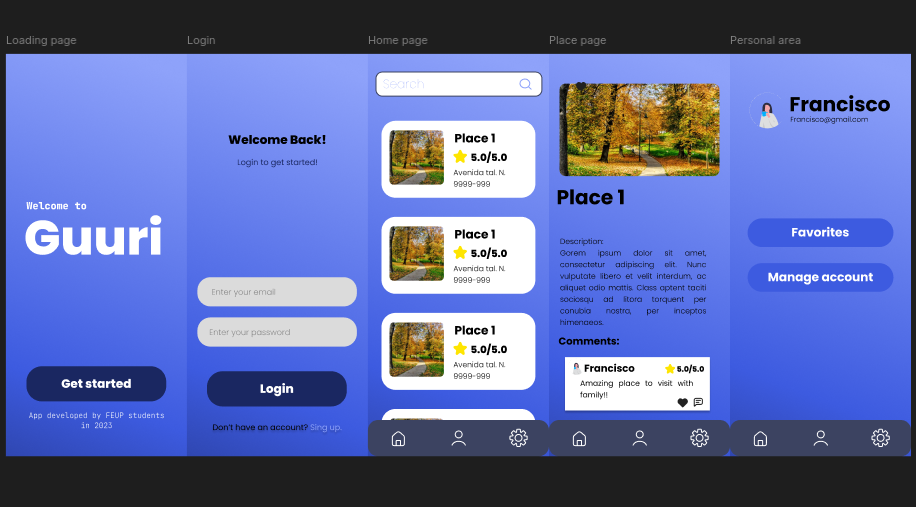 Loading page
Welcome to
Guuri
Get started
App developed by FEUP students
in 2023
Login
Welcome Back!
Login to get started!
Enter your email
Enter your password
Login
Don't have an account? Sing up.
Home page
Search
Place 1
5.0/5.0
Avenida tal. N.
9999-999
Place 1
5.0/5.0
Avenida tal. N.
9999-999
Place 1
5.0/5.0
Avenida tal. N.
9999-999
Place page
Place 1
Description:
Gorem ipsum dolor sit amet,
consectetur adipiscing elit. Nunc
vulputate libero et velit interdum, ac
aliquet odio mattis. Class aptent taciti
sociosqu ad litora torquent per
conubia nostra, per inceptos
himenaeos.
Comments:
Francisco
5.0/5.0
Amazing place to visit with
family!!
Personal area
Francisco
Francisco@gmail.com
Favorites
Manage account